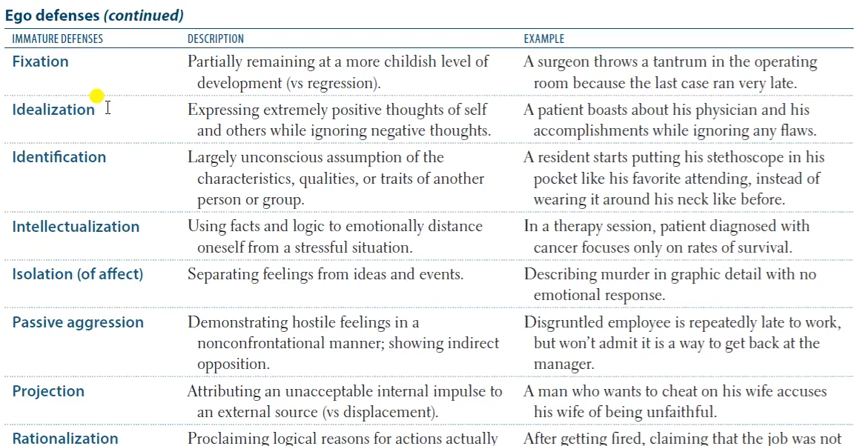 Ego defenses (continued)
IMMATURE DEFENSES DESCRIPTION EXAMPLE
Fixation Partially remaining at a more childish level of A surgeon throws a tantrum in the operating
development (vs regression). room because the last case ran very late.
Idealization Expressing extremely positive thoughts of self A patient boasts about his physician and his
and others while ignoring negative thoughts. accomplishments while ignoring any flaws.
Identification Largely unconscious assumption of the A resident starts putting his stethoscope in his
characteristics, qualities, or traits of another pocket like his favorite attending, instead of
person or group. wearing it around his neck like before.
Intellectualization Using facts and logic to emotionally distance In a therapy session, patient diagnosed with
oneself from a stressful situation. cancer focuses only on rates of survival.
Isolation (of affect) Separating feelings from ideas and events. Describing murder in graphic detail with no
emotional response.
Passive aggression Demonstrating hostile feelings in a Disgruntled employee is repeatedly late to work,
nonconfrontational manner; showing indirect but won't admit it is a way to get back at the
opposition. manager.
Projection Attributing an unacceptable internal impulse to A man who wants to cheat on his wife accuses
an external source (vs displacement). his wife of being unfaithful.
Rationalization Proclaiming logical reasons for actions actually After getting fired, claiming that the job was not